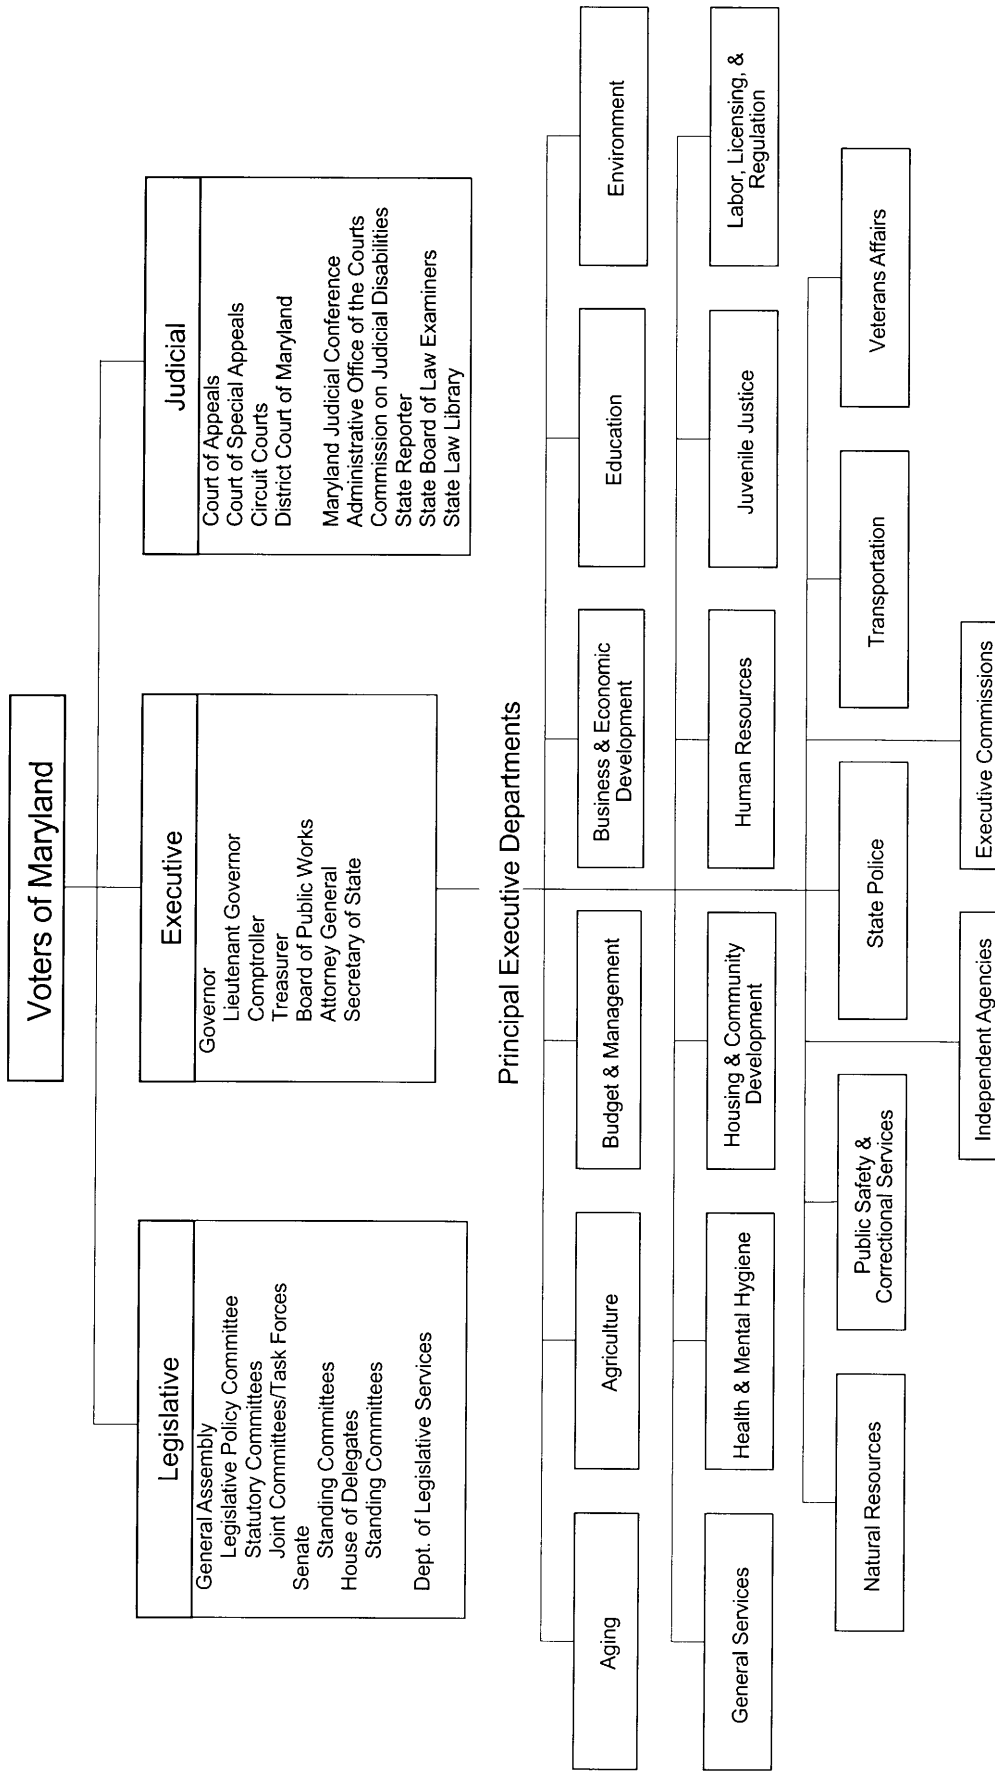 Voters of Maryland
Legislative
General Assembly
Legislative Policy Committee
Statutory Committees
Joint Committees/Task Forces
Senate
Standing Committees
House of Delegates
Standing Committees
Dept. of Legislative Services
Executive
Governor
Lieutenant Governor
Comptroller
Treasurer
Board of Public Works
Attorney General
Secretary of State
Judicial
Court of Appeals
Court of Special Appeals
Circuit Courts
District Court of Maryland
Maryland Judicial Conference
Administrative Office of the Courts
Commission on Judicial Disabilities
State Reporter
State Board of Law Examiners
State Law Library
Principal Executive Departments
Aging
Agriculture
Budget & Management
Business & Economic
Development
Education
Environment
General Services
Health & Mental Hygiene
Housing & Community
Development
Human Resources
Juvenile Justice
Labor, Licensing, &
Regulation
Natural Resources
Public Safety &
Correctional Services
State Police
Transportation
Veterans Affairs
Independent Agencies
Executive Commissions